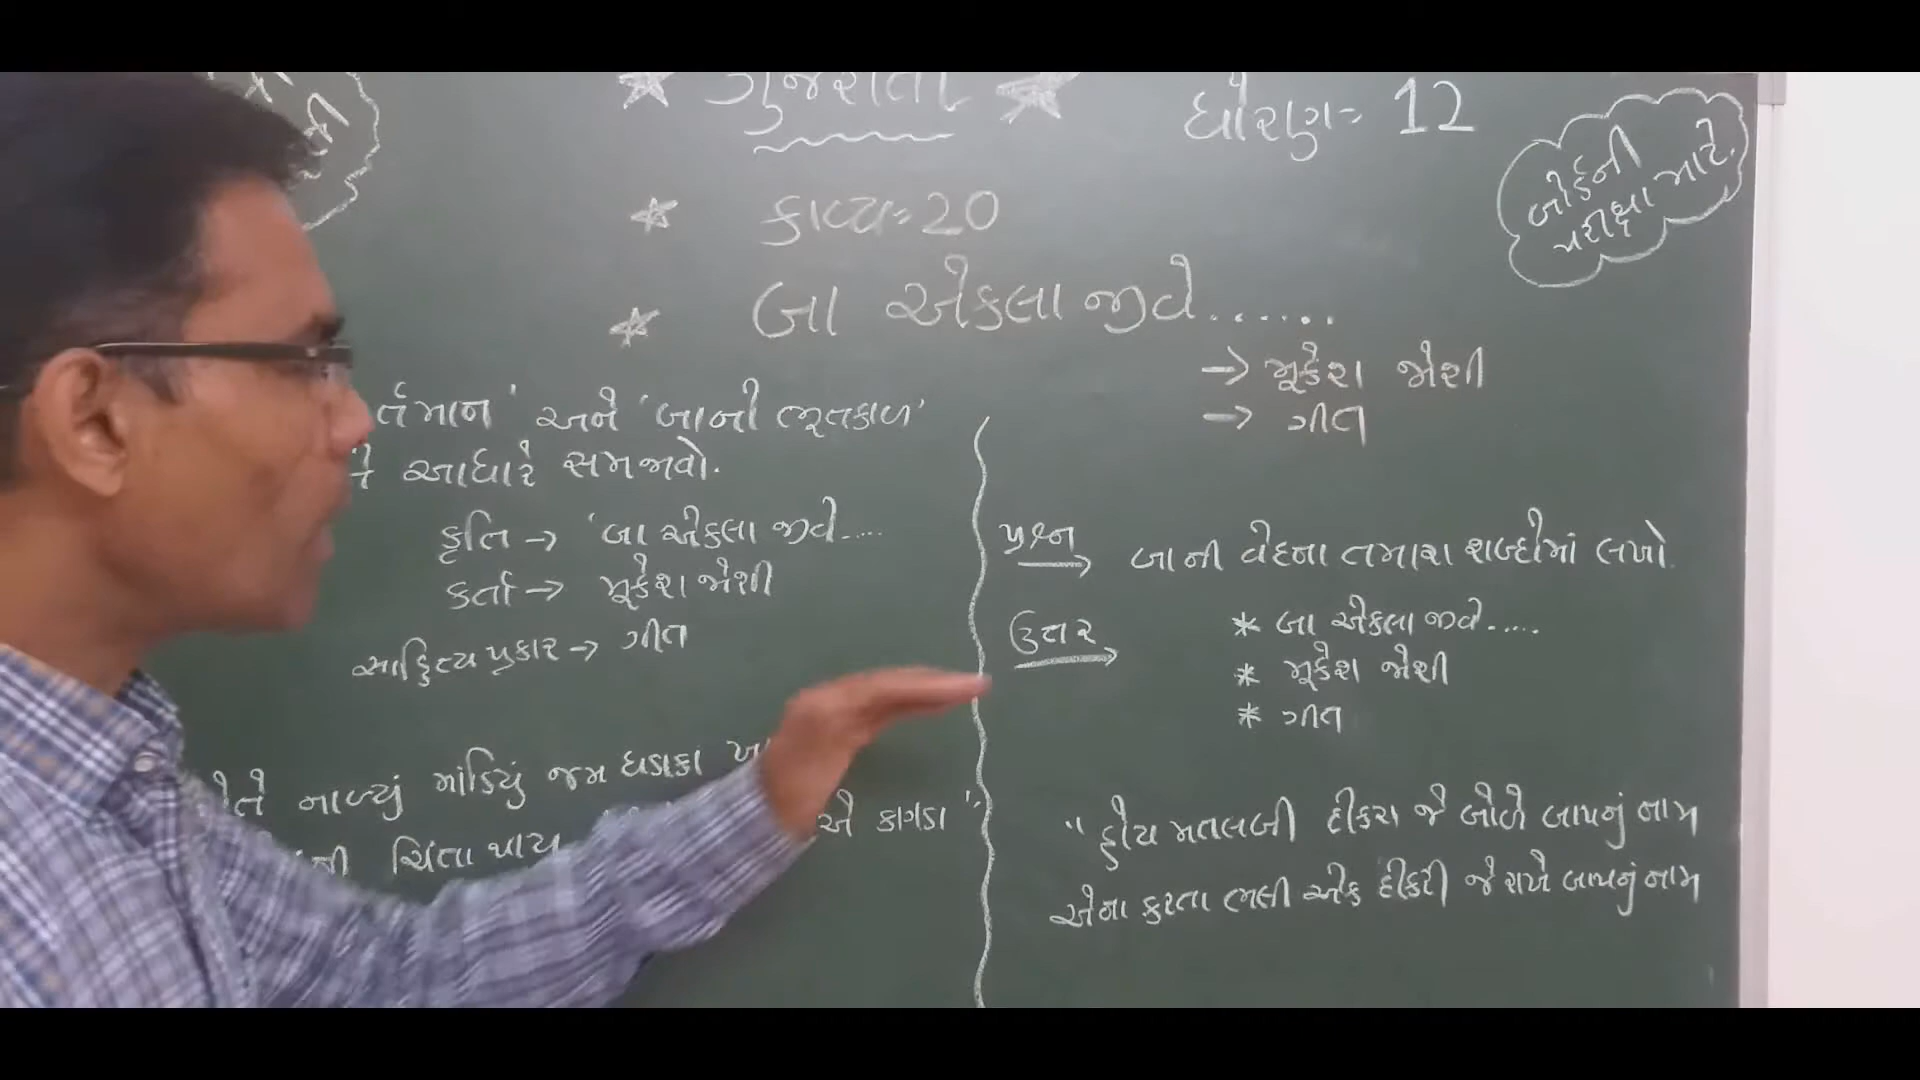 ગુજરાતી
ધોરણ = 12
બોર્ડની
પરીક્ષા માટે.
કાવ્ય = 20
બા એકલા જીવે......
→ મૂકેશ જોશી
→ ગીત
ર્તમાન' અને 'બાનો ભૂતકાળ'
ને આધારે સમજાવો.
કૃતિ → 'બા એકલા જીવે.....
કર્તા → મૂકેશ જોશી
સાહિત્ય પ્રકાર → ગીત
માંડિયું જમ ધડાકા
ચિંતા થાય એ કાગડા"
પ્રશ્ન → બાની વેદના તમારા શબ્દોમાં લખો.
ઉત્તર → * બા એકલા જીવે.....
* મૂકેશ જોશી
* ગીત
"હોય મતલબી દીકરા જે બોળે બાપનું નામ
એના કરતા ભલી એક દીકરી જે રાખે બાપનું નામ